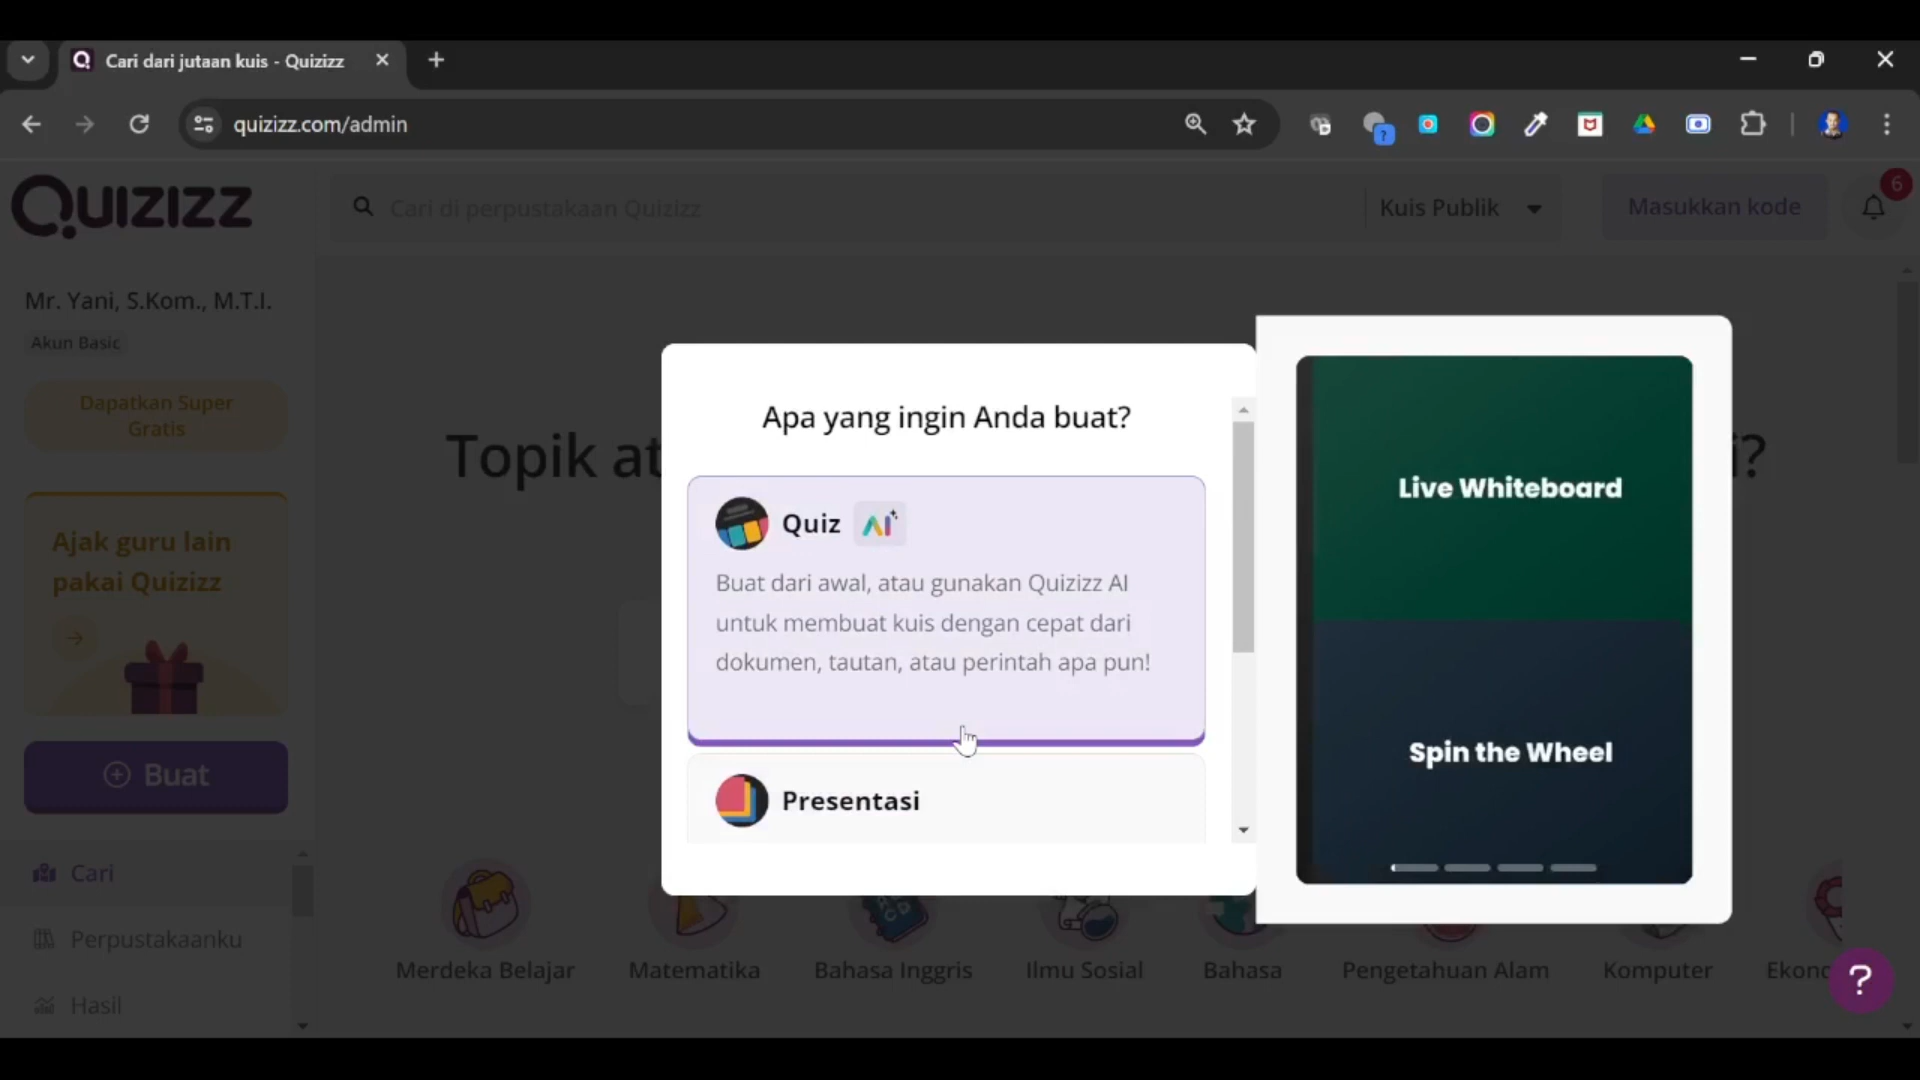 Cari dari jutaan kuis - Quizizz
quizizz.com/admin
QUIZIZZ
Cari di perpustakaan Quizizz
Kuis Publik
Masukkan kode
6
Mr. Yani, S.Kom., M.T.I.
Akun Basic
Dapatkan Super
Gratis
Ajak guru lain
pakai Quizizz
Buat
Cari
Perpustakaanku
Hasil
Topik at
i?
Apa yang ingin Anda buat?
Quiz AI
Buat dari awal, atau gunakan Quizizz AI
untuk membuat kuis dengan cepat dari
dokumen, tautan, atau perintah apa pun!
Presentasi
Live Whiteboard
Spin the Wheel
Merdeka Belajar
Matematika
Bahasa Inggris
Ilmu Sosial
Bahasa
Pengetahuan Alam
Komputer
Ekono
?